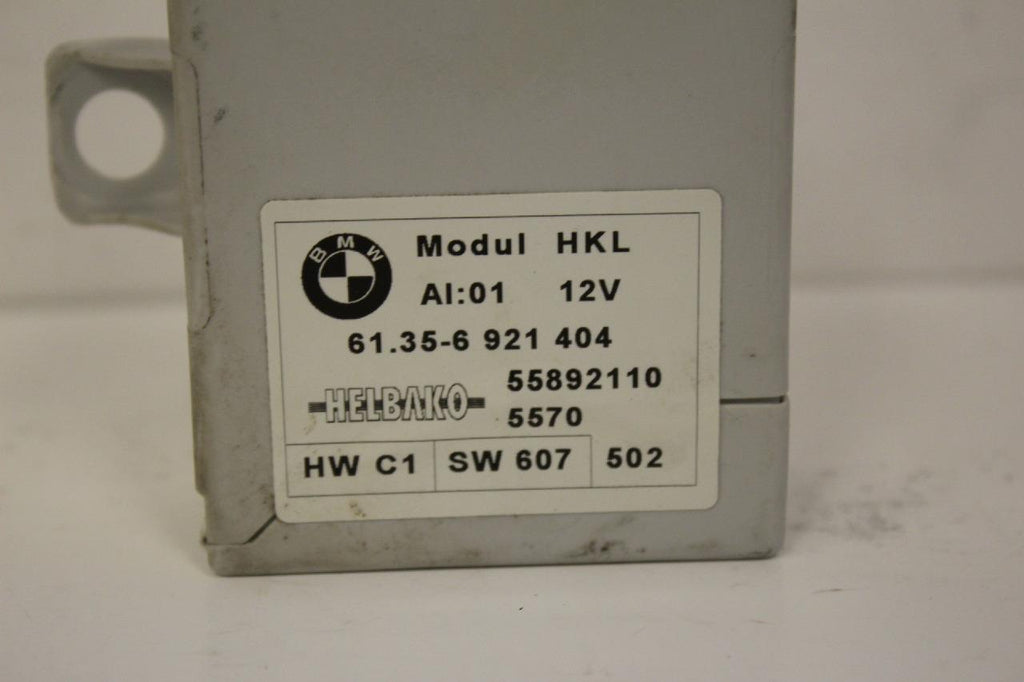 BMW
Modul HKL
AI:01 12V
61.35-6 921 404
HELBAKO
55892110
5570
HW C1 SW 607 502